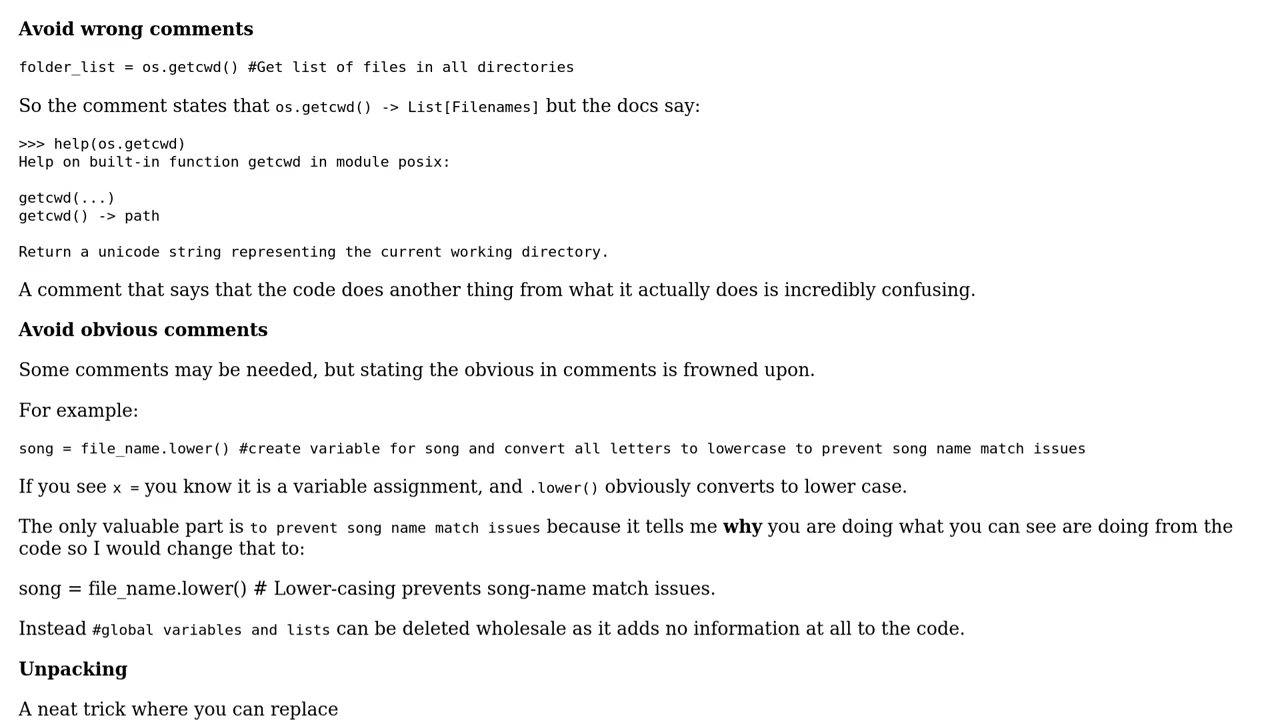 Avoid wrong comments
folder_list = os.getcwd() #Get list of files in all directories
So the comment states that os.getcwd() -> List[Filenames] but the docs say:
>>> help(os.getcwd)
Help on built-in function getcwd in module posix:
getcwd(...)
getcwd() -> path
Return a unicode string representing the current working directory.
A comment that says that the code does another thing from what it actually does is incredibly confusing.
Avoid obvious comments
Some comments may be needed, but stating the obvious in comments is frowned upon.
For example:
song = file_name.lower() #create variable for song and convert all letters to lowercase to prevent song name match issues
If you see x = you know it is a variable assignment, and .lower() obviously converts to lower case.
The only valuable part is to prevent song name match issues because it tells me why you are doing what you can see are doing from the
code so I would change that to:
song = file_name.lower() # Lower-casing prevents song-name match issues.
Instead #global variables and lists can be deleted wholesale as it adds no information at all to the code.
Unpacking
A neat trick where you can replace